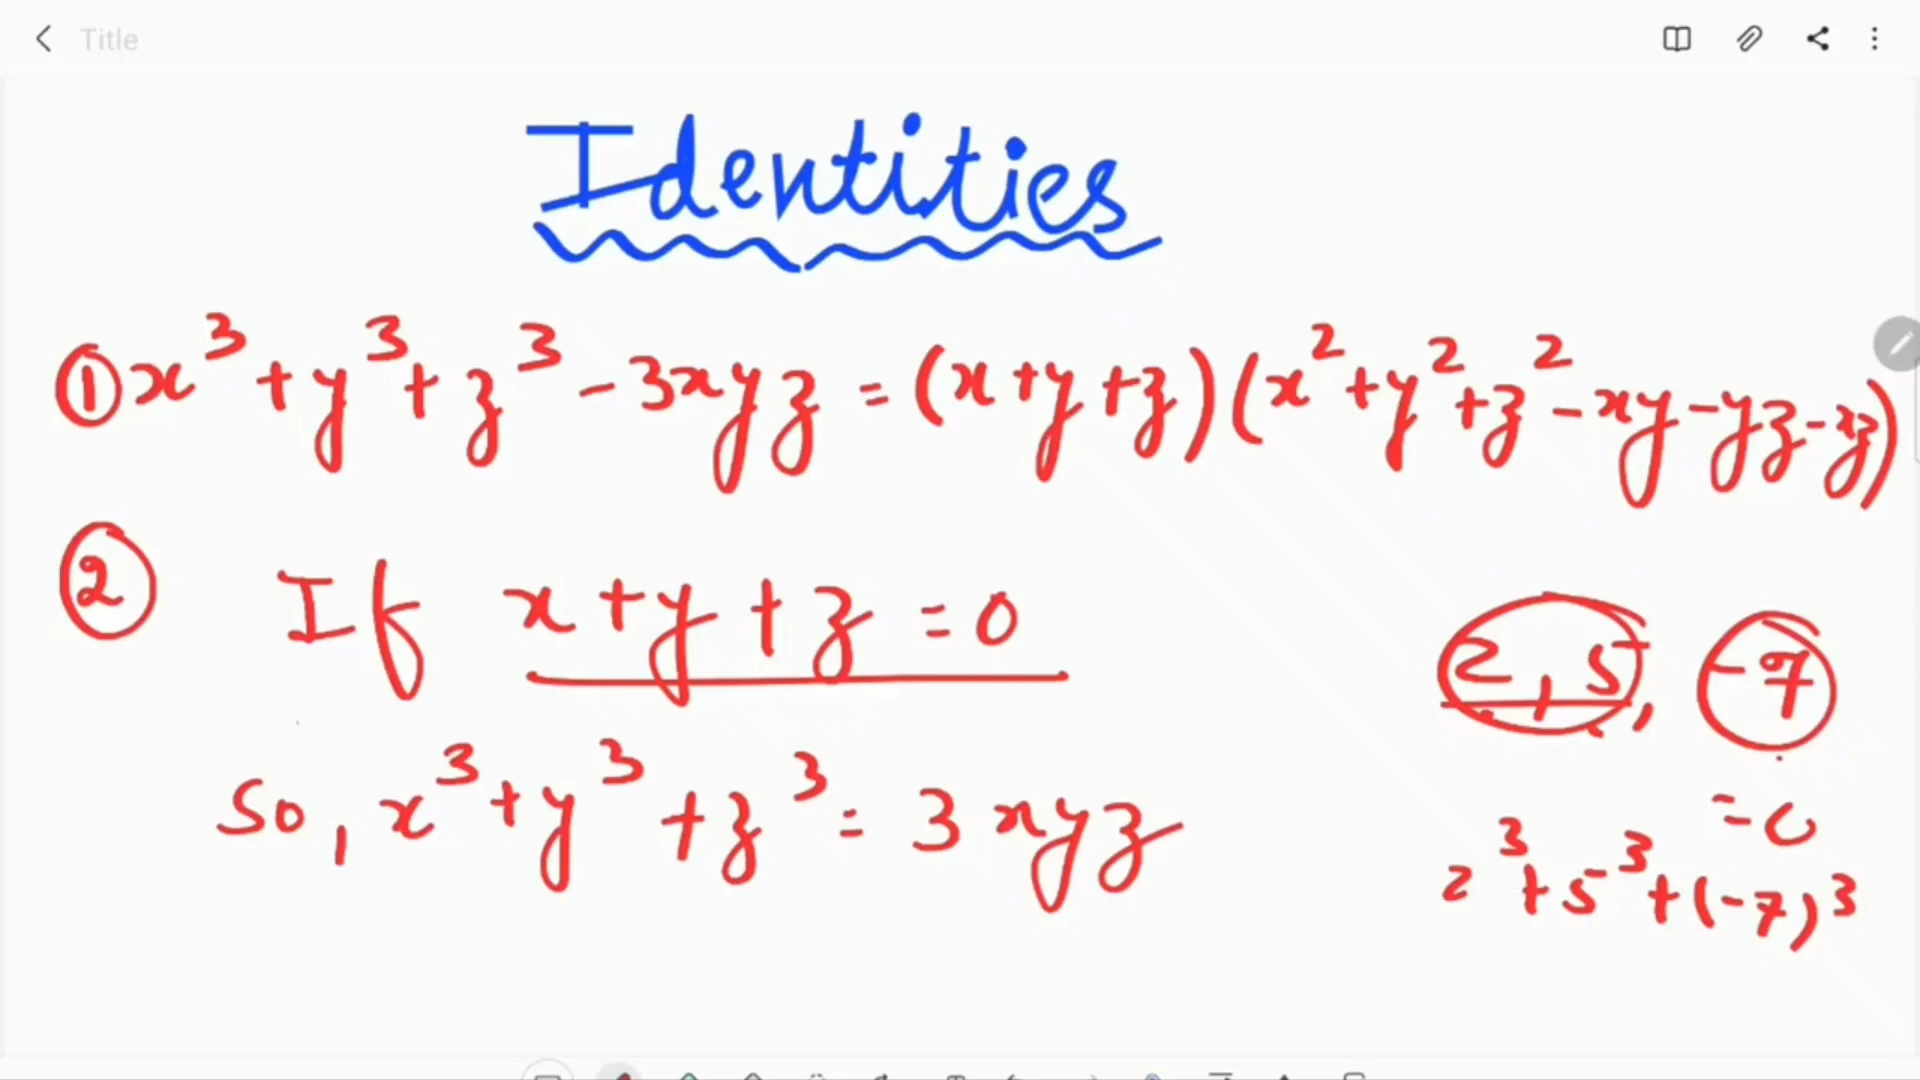 Title
Identities
① x³ + y³ + z³ - 3xyz = (x + y + z)(x² + y² + z² - xy - yz - xz)
② If x + y + z = 0
2, 5, -7
= 0
So, x³ + y³ + z³ = 3xyz
2³ + 5³ + (-7)³